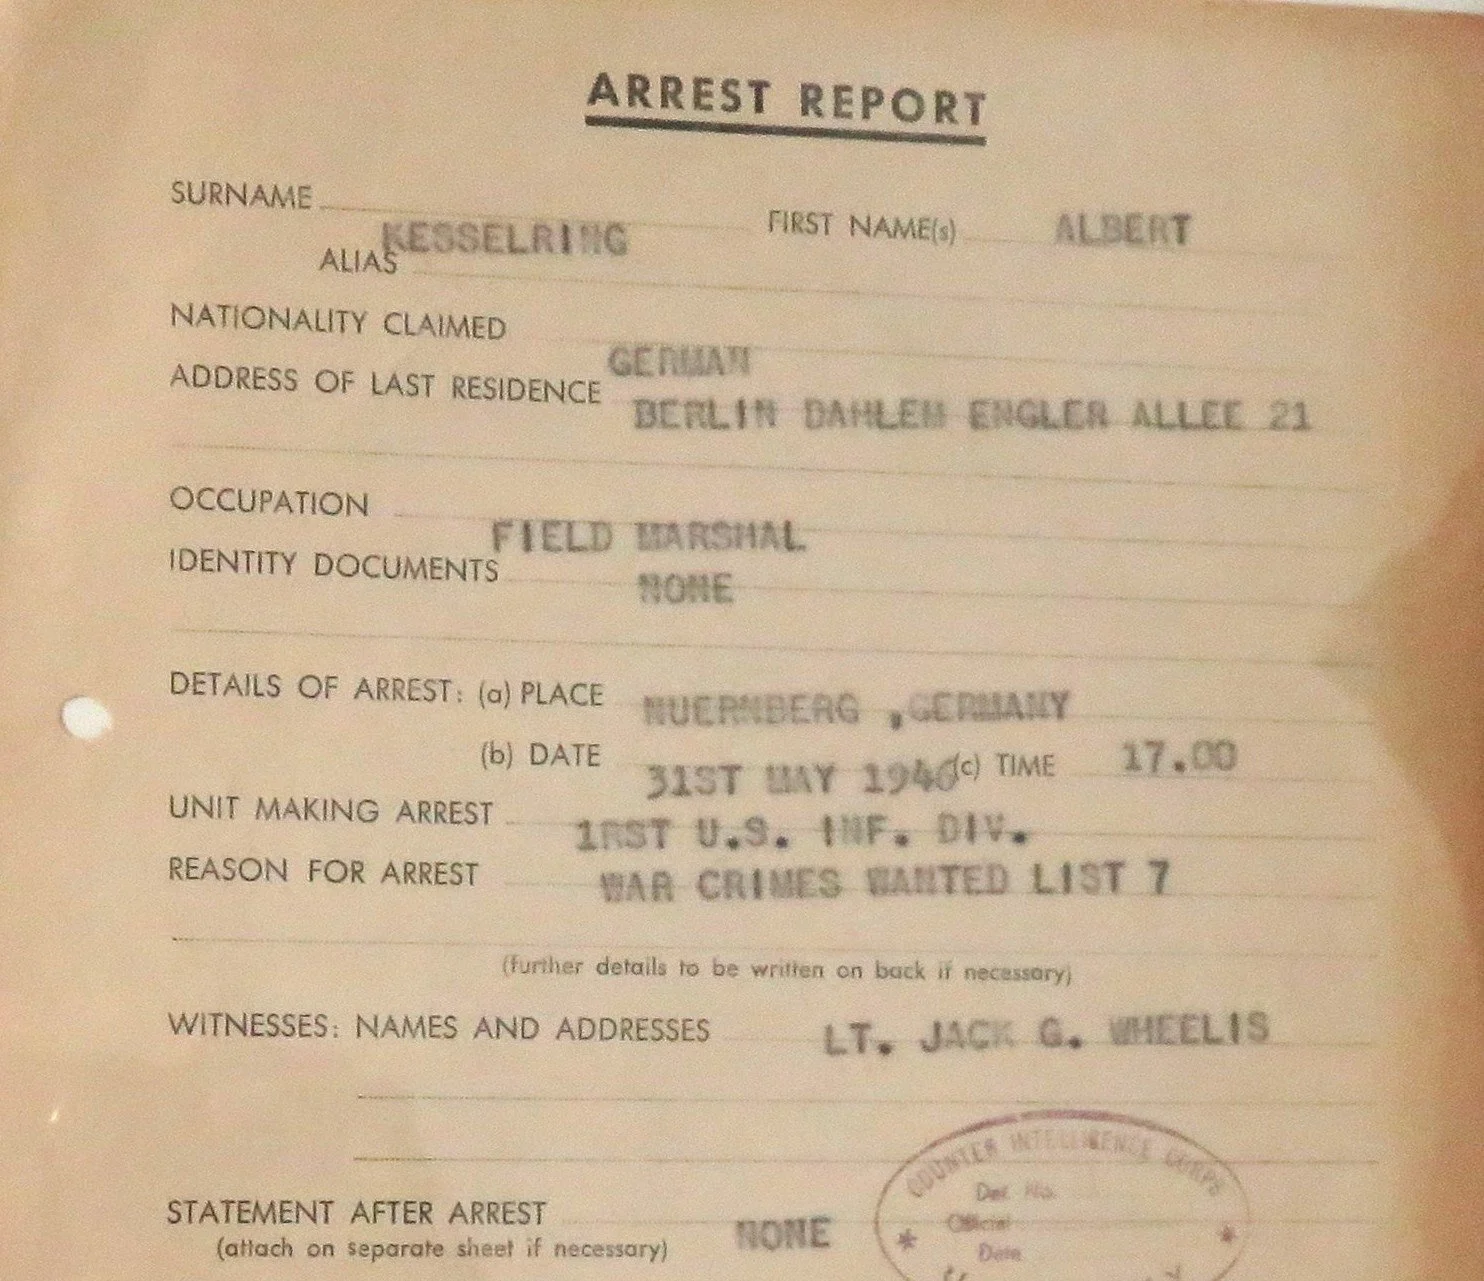 ARREST REPORT
SURNAME KESSELRING FIRST NAME(s) ALBERT
ALIAS
NATIONALITY CLAIMED GERMAN
ADDRESS OF LAST RESIDENCE BERLIN DAHLEM ENGLER ALLEE 21
OCCUPATION FIELD MARSHAL
IDENTITY DOCUMENTS NONE
DETAILS OF ARREST: (a) PLACE NUERNBERG ,GERMANY
(b) DATE 31ST MAY 1946 (c) TIME 17.00
UNIT MAKING ARREST 1RST U.S. INF. DIV.
REASON FOR ARREST WAR CRIMES WANTED LIST 7
(further details to be written on back if necessary)
WITNESSES: NAMES AND ADDRESSES LT. JACK G. WHEELIS
COUNTER INTELLIGENCE CORPS
Det. No.
Official
Date
STATEMENT AFTER ARREST NONE
(attach on separate sheet if necessary)